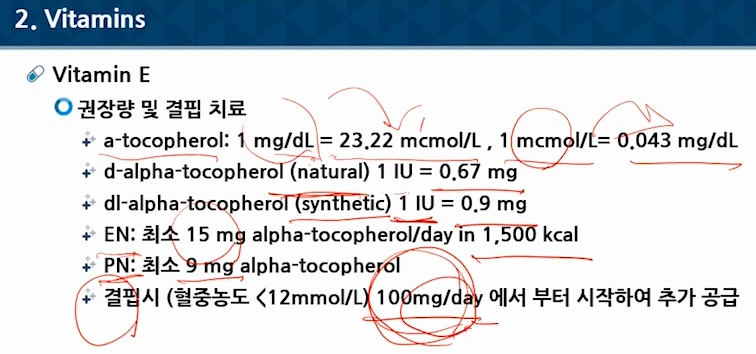 2. Vitamins
Vitamin E
권장량 및 결핍 치료
a-tocopherol: 1 mg/dL = 23.22 mcmol/L , 1 mcmol/L= 0.043 mg/dL
d-alpha-tocopherol (natural) 1 IU = 0.67 mg
dl-alpha-tocopherol (synthetic) 1 IU = 0.9 mg
EN: 최소 15 mg alpha-tocopherol/day in 1,500 kcal
PN: 최소 9 mg alpha-tocopherol
결핍시 (혈중농도 <12mmol/L) 100mg/day 에서 부터 시작하여 추가 공급